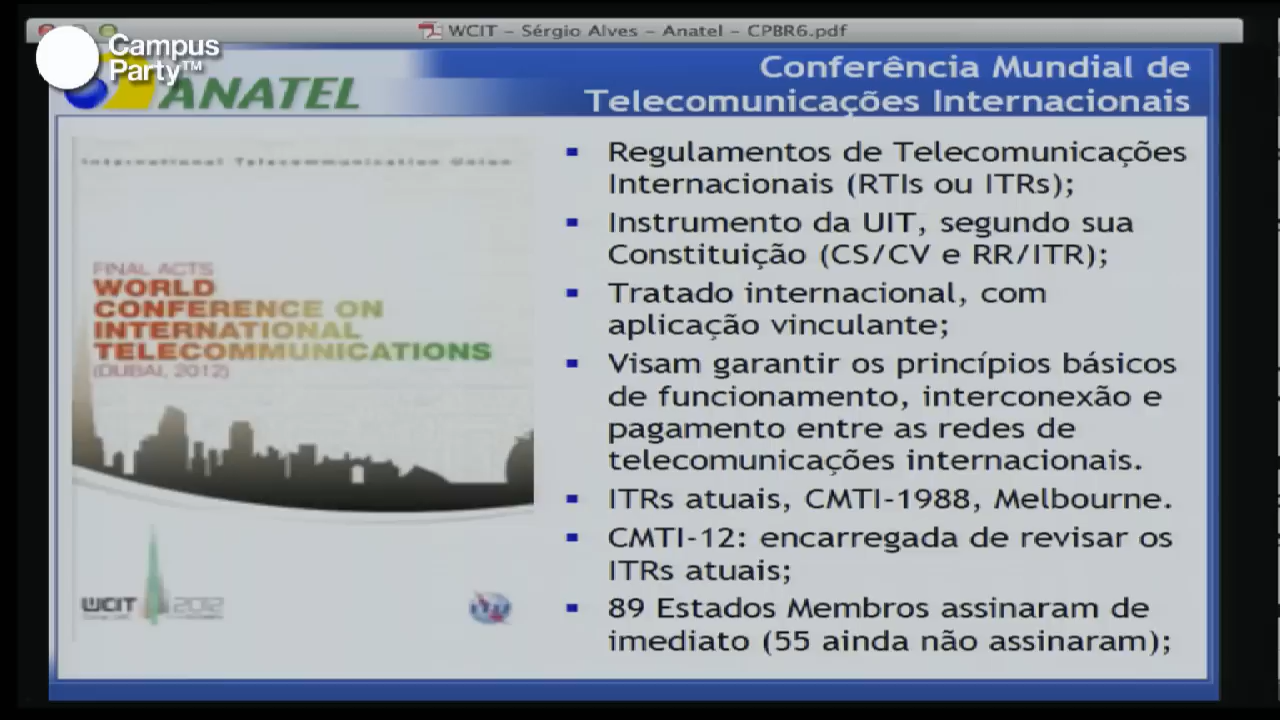 WCIT – Sérgio Alves – Anatel – CPBR6.pdf
Campus
Party™
ANATEL
Conferência Mundial de
Telecomunicações Internacionais
International Telecommunication Union
FINAL ACTS
WORLD
CONFERENCE ON
INTERNATIONAL
TELECOMMUNICATIONS
(DUBAI, 2012)
WCIT 2012
Regulamentos de Telecomunicações
Internacionais (RTIs ou ITRs);
Instrumento da UIT, segundo sua
Constituição (CS/CV e RR/ITR);
Tratado internacional, com
aplicação vinculante;
Visam garantir os princípios básicos
de funcionamento, interconexão e
pagamento entre as redes de
telecomunicações internacionais.
ITRs atuais, CMTI-1988, Melbourne.
CMTI-12: encarregada de revisar os
ITRs atuais;
89 Estados Membros assinaram de
imediato (55 ainda não assinaram);